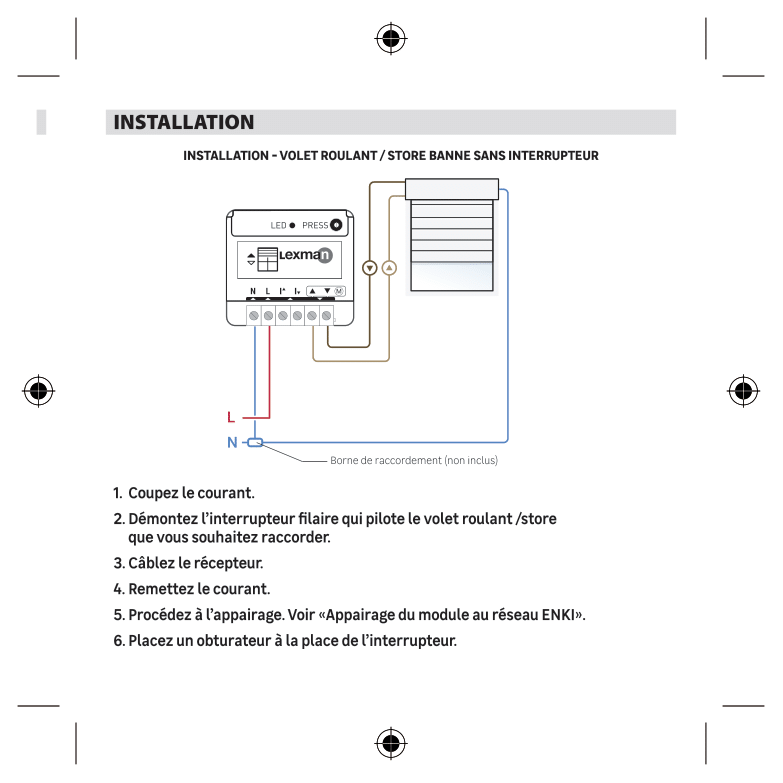 INSTALLATION
INSTALLATION - VOLET ROULANT / STORE BANNE SANS INTERRUPTEUR
LED PRESS
Lexman
N L I▲ I▼ ▲ ▼ M
L
N
Borne de raccordement (non inclus)
1. Coupez le courant.
2. Démontez l’interrupteur filaire qui pilote le volet roulant /store
que vous souhaitez raccorder.
3. Câblez le récepteur.
4. Remettez le courant.
5. Procédez à l’appairage. Voir «Appairage du module au réseau ENKI».
6. Placez un obturateur à la place de l’interrupteur.